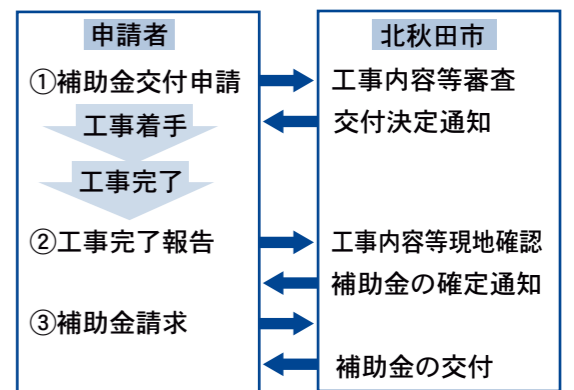 申請者
①補助金交付申請
工事着手
工事完了
②工事完了報告
③補助金請求
北秋田市
工事内容等審査
交付決定通知
工事内容等現地確認
補助金の確定通知
補助金の交付